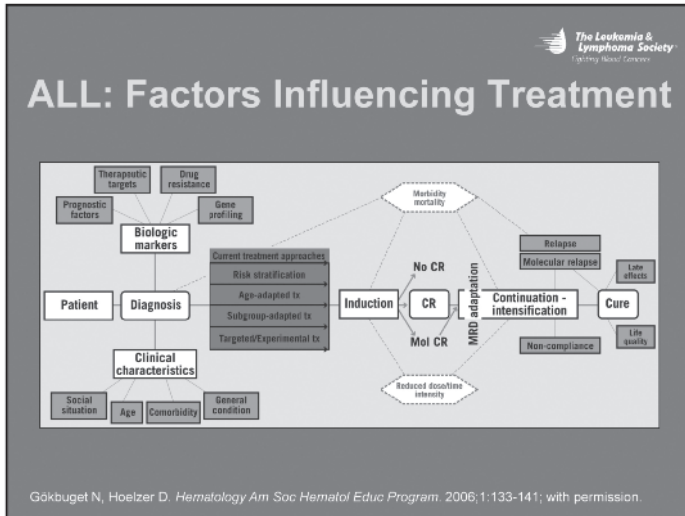 The Leukemia &
Lymphoma Society
Fighting Blood Cancers
ALL: Factors Influencing Treatment
Therapeutic
targets
Drug
resistance
Prognostic
factors
Gene
profiling
Biologic
markers
Patient
Diagnosis
Clinical
characteristics
Social
situation
Age
Comorbidity
General
condition
Current treatment approaches
Risk stratification
Age-adapted tx
Subgroup-adapted tx
Targeted/Experimental tx
Morbidity
mortality
Induction
No CR
CR
Mol CR
MRD adaptation
Reduced dose/time
intensity
Continuation -
intensification
Relapse
Molecular relapse
Non-compliance
Late
effects
Cure
Life
quality
Gökbuget N, Hoelzer D. Hematology Am Soc Hematol Educ Program. 2006;1:133-141; with permission.